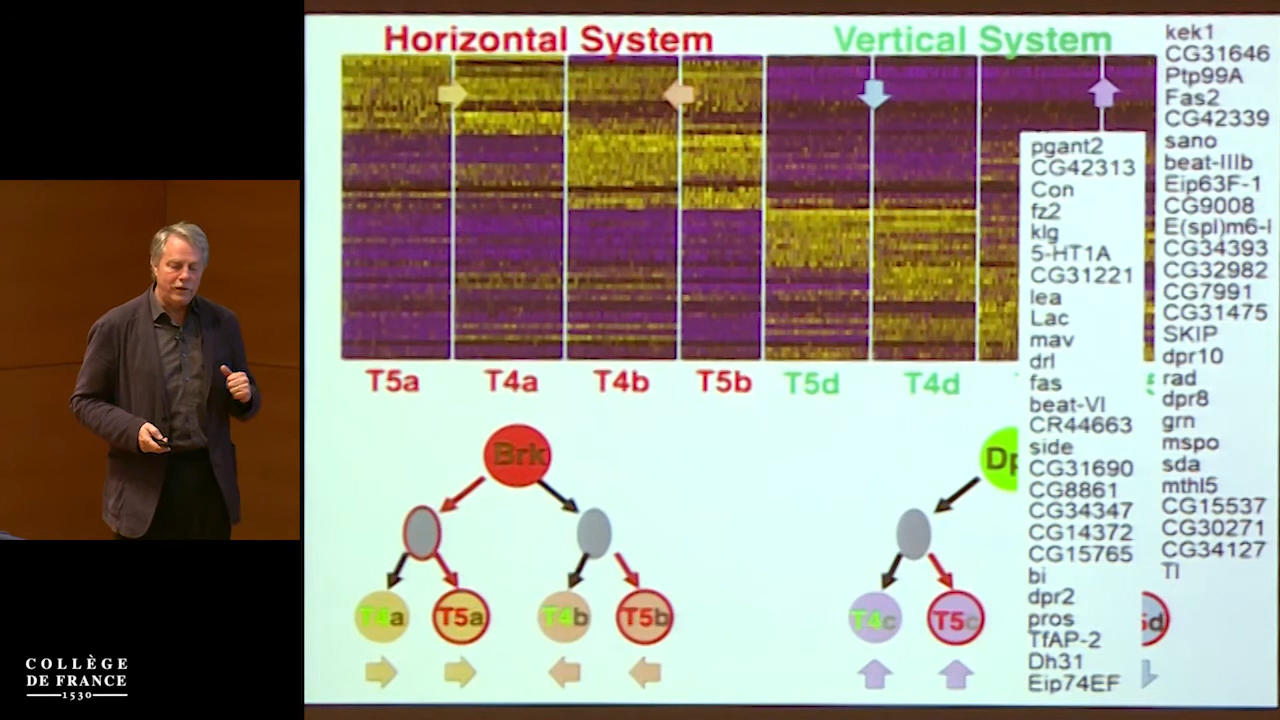 Horizontal System
Vertical System
T5a
T4a
T4b
T5b
T5d
T4d
5
Brk
T4a
T5a
T4b
T5b
T4c
T5c
5d
pgant2
CG42313
Con
fz2
klg
5-HT1A
CG31221
lea
Lac
mav
drl
fas
beat-VI
CR44663
side
CG31690
CG8861
CG34347
CG14372
CG15765
bi
dpr2
pros
TfAP-2
Dh31
Eip74EF
kek1
CG31646
Ptp99A
Fas2
CG42339
sano
beat-IIIb
Eip63F-1
CG9008
E(spl)m6-
CG34393
CG32982
CG7991
CG31475
SKIP
dpr10
rad
dpr8
grn
mspo
sda
mthl5
CG15537
CG30271
CG34127
Tl
COLLÈGE
DE FRANCE
1530